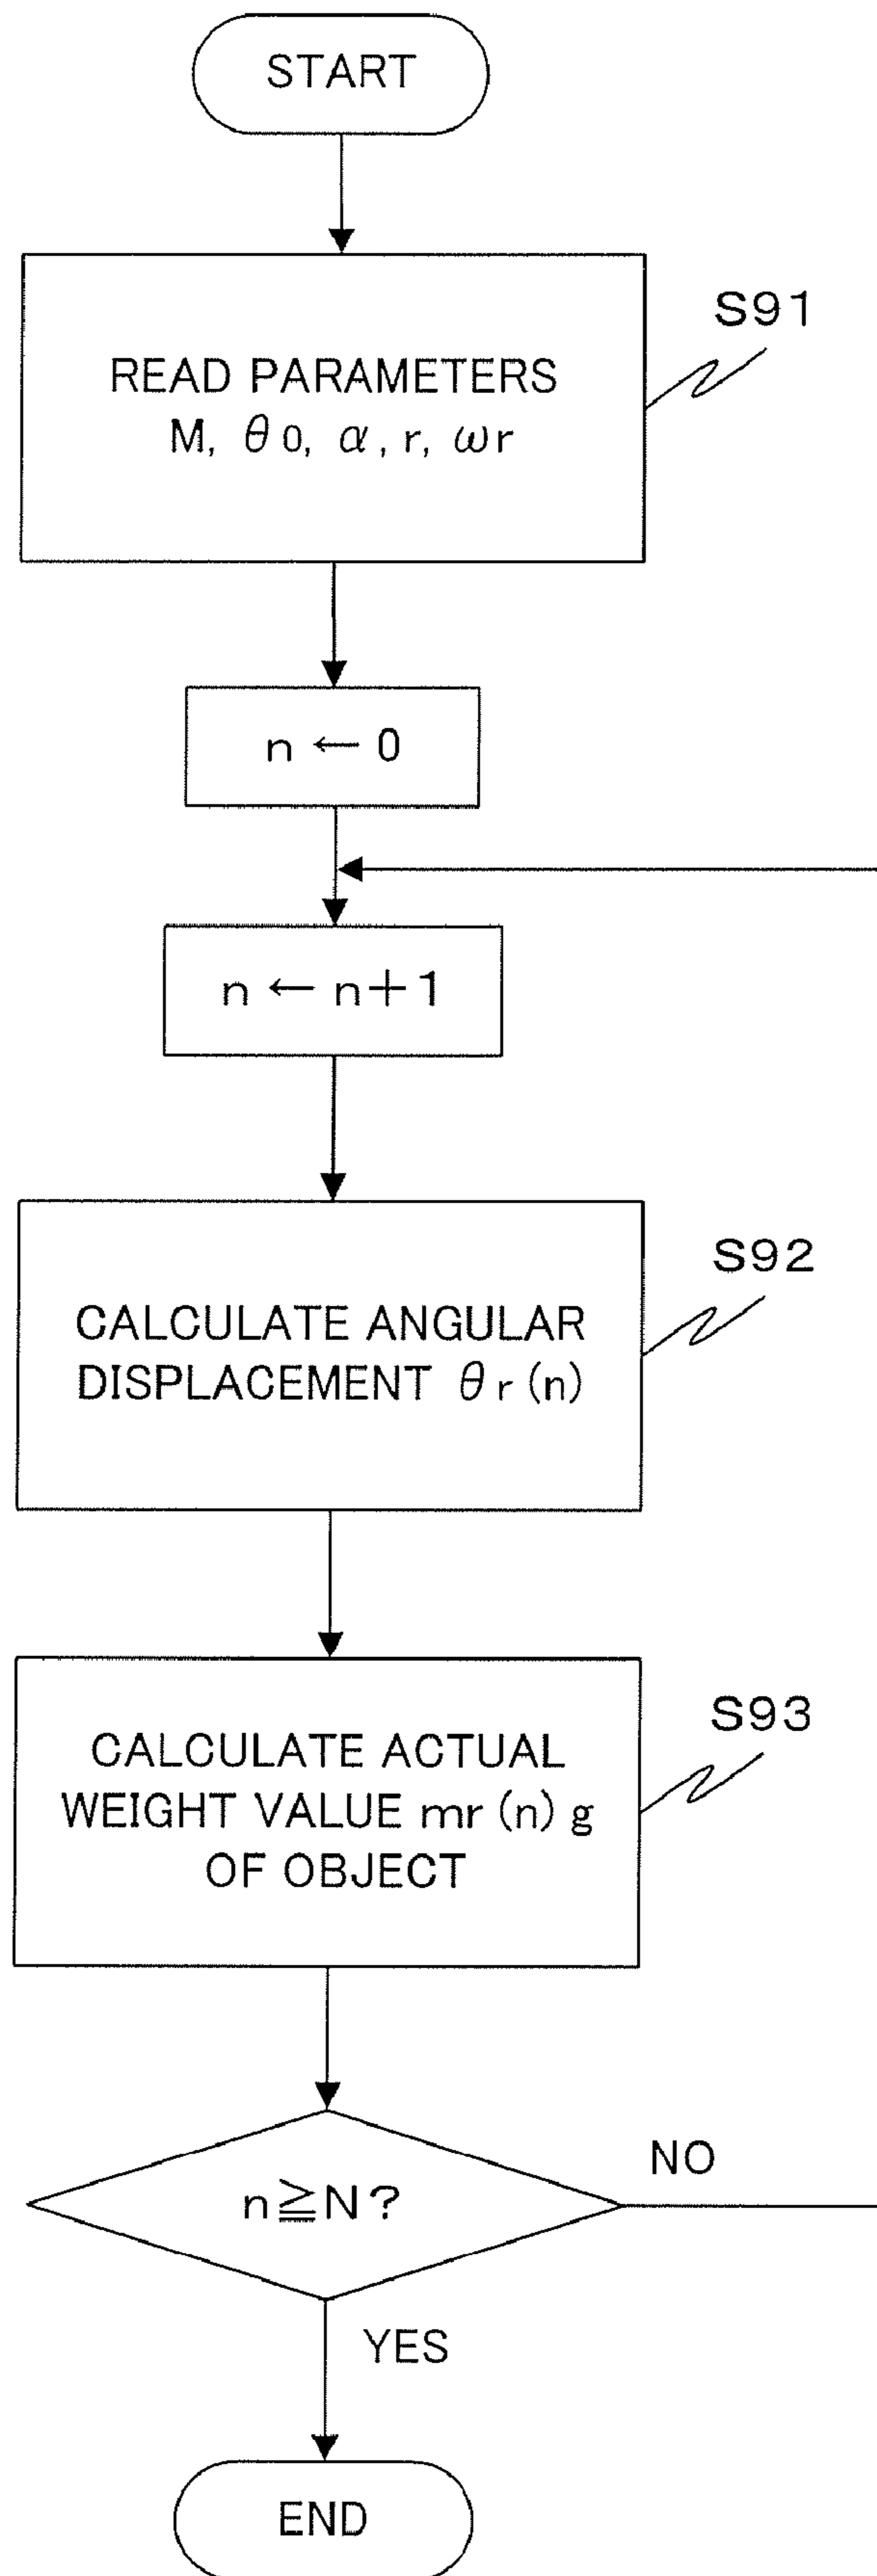 START
S91
READ PARAMETERS
M, θ0, α, r, ωr
n ← 0
n ← n+1
S92
CALCULATE ANGULAR
DISPLACEMENT θr (n)
S93
CALCULATE ACTUAL
WEIGHT VALUE mr (n) g
OF OBJECT
NO
n≧N?
YES
END